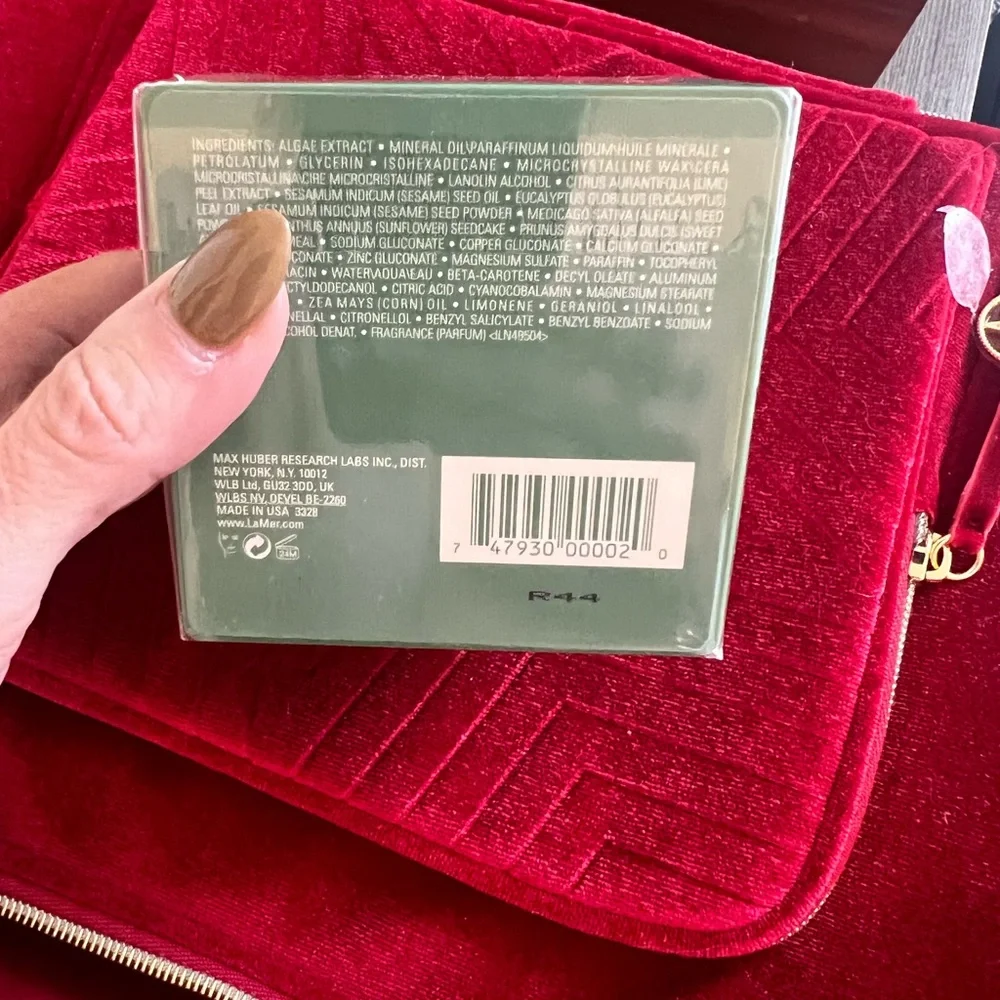 INGREDIENTS: ALGAE EXTRACT • MINERAL OIL\PARAFFINUM LIQUIDUM\HUILE MINERALE •
PETROLATUM • GLYCERIN • ISOHEXADECANE • MICROCRYSTALLINE WAX\CERA
MICROCRISTALLINA\CIRE MICROCRISTALLINE • LANOLIN ALCOHOL • CITRUS AURANTIFOLIA (LIME)
PEEL EXTRACT • SESAMUM INDICUM (SESAME) SEED OIL • EUCALYPTUS GLOBULUS (EUCALYPTUS)
LEAF OIL • SESAMUM INDICUM (SESAME) SEED POWDER • MEDICAGO SATIVA (ALFALFA) SEED
ANNUUS (SUNFLOWER) SEEDCAKE • PRUNUS AMYGDALUS DULCIS (SWEET
• SODIUM GLUCONATE • COPPER GLUCONATE • CALCIUM GLUCONATE •
• ZINC GLUCONATE • MAGNESIUM SULFATE • PARAFFIN • TOCOPHERYL
• WATER\AQUA\EAU • BETA-CAROTENE • DECYL OLEATE • ALUMINUM
• CITRIC ACID • CYANOCOBALAMIN • MAGNESIUM STEARATE
• ZEA MAYS (CORN) OIL • LIMONENE • GERANIOL • LINALOOL •
• CITRONELLOL • BENZYL SALICYLATE • BENZYL BENZOATE • SODIUM
DENAT. • FRAGRANCE (PARFUM) <ILN48504>
MAX HUBER RESEARCH LABS INC., DIST.
NEW YORK, N.Y. 10012
WLB Ltd, GU32 3DD, UK
WLBS NV, OEVEL BE-2260
MADE IN USA 332B
www.LaMer.com
24M
7 47930 00002 0
R44